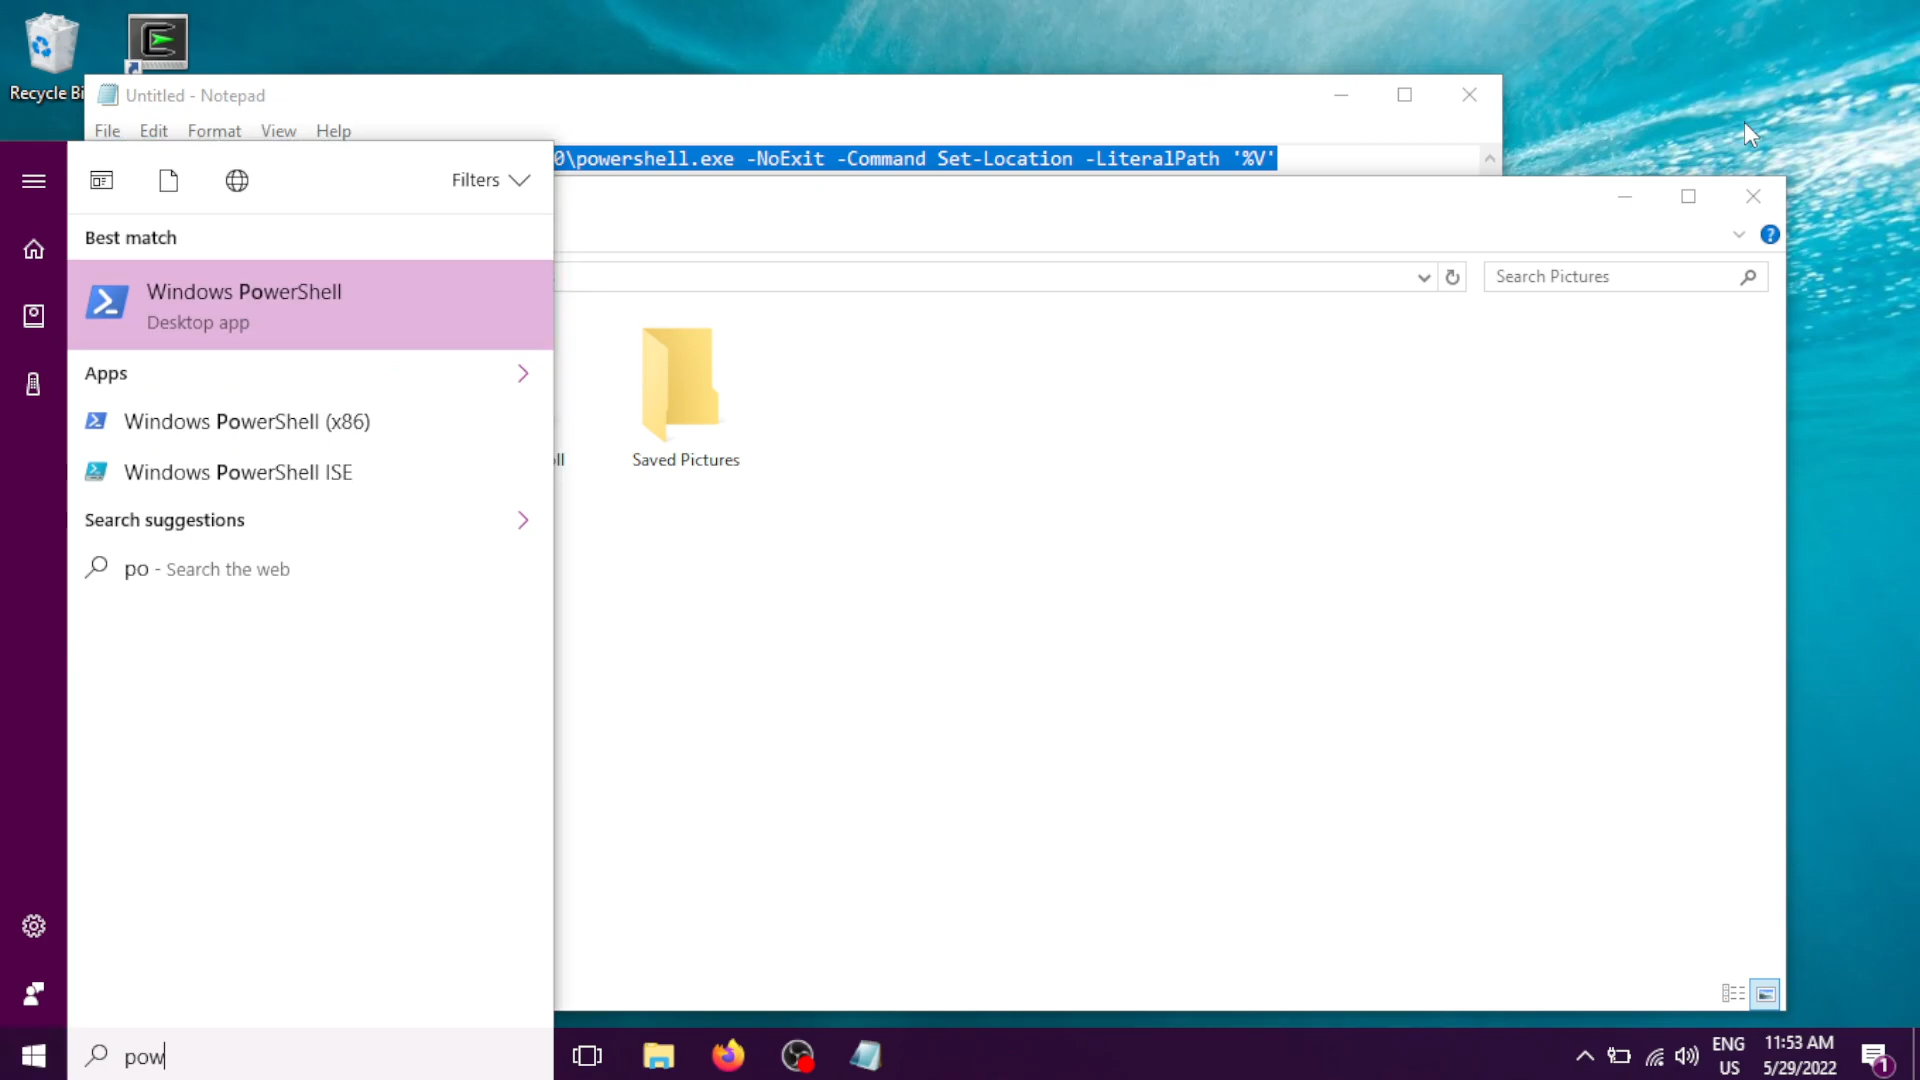 Recycle Bi
Untitled - Notepad
File Edit Format View Help
0\powershell.exe -NoExit -Command Set-Location -LiteralPath '%V'
Filters
Best match
Windows PowerShell
Desktop app
Apps
Windows PowerShell (x86)
Windows PowerShell ISE
Search suggestions
po - Search the web
Search Pictures
ll
Saved Pictures
pow
ENG
US
11:53 AM
5/29/2022
1